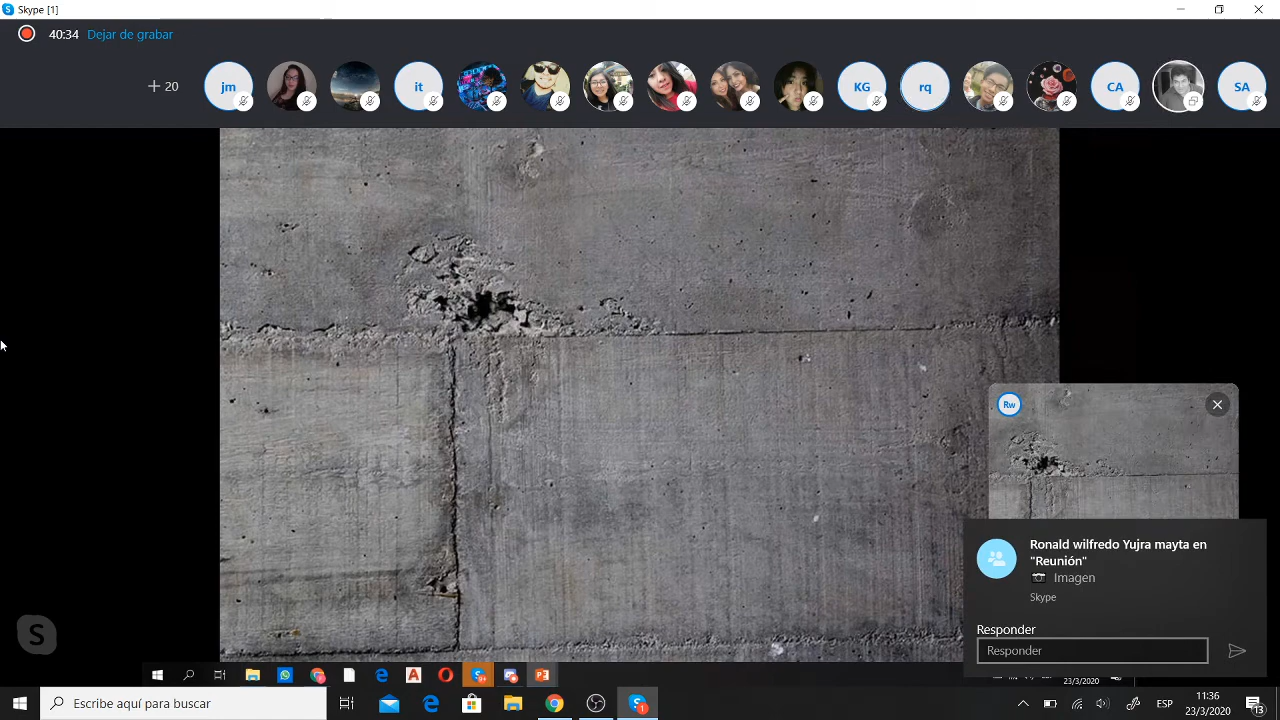 Skype [1]
40:34 Dejar de grabar
+ 20
jm
it
KG
rq
CA
SA
Rw
Ronald wilfredo Yujra mayta en
"Reunión"
Imagen
Skype
Responder
Responder
23/3/2020
Escribe aquí para buscar
ESP
11:36
23/3/2020
13